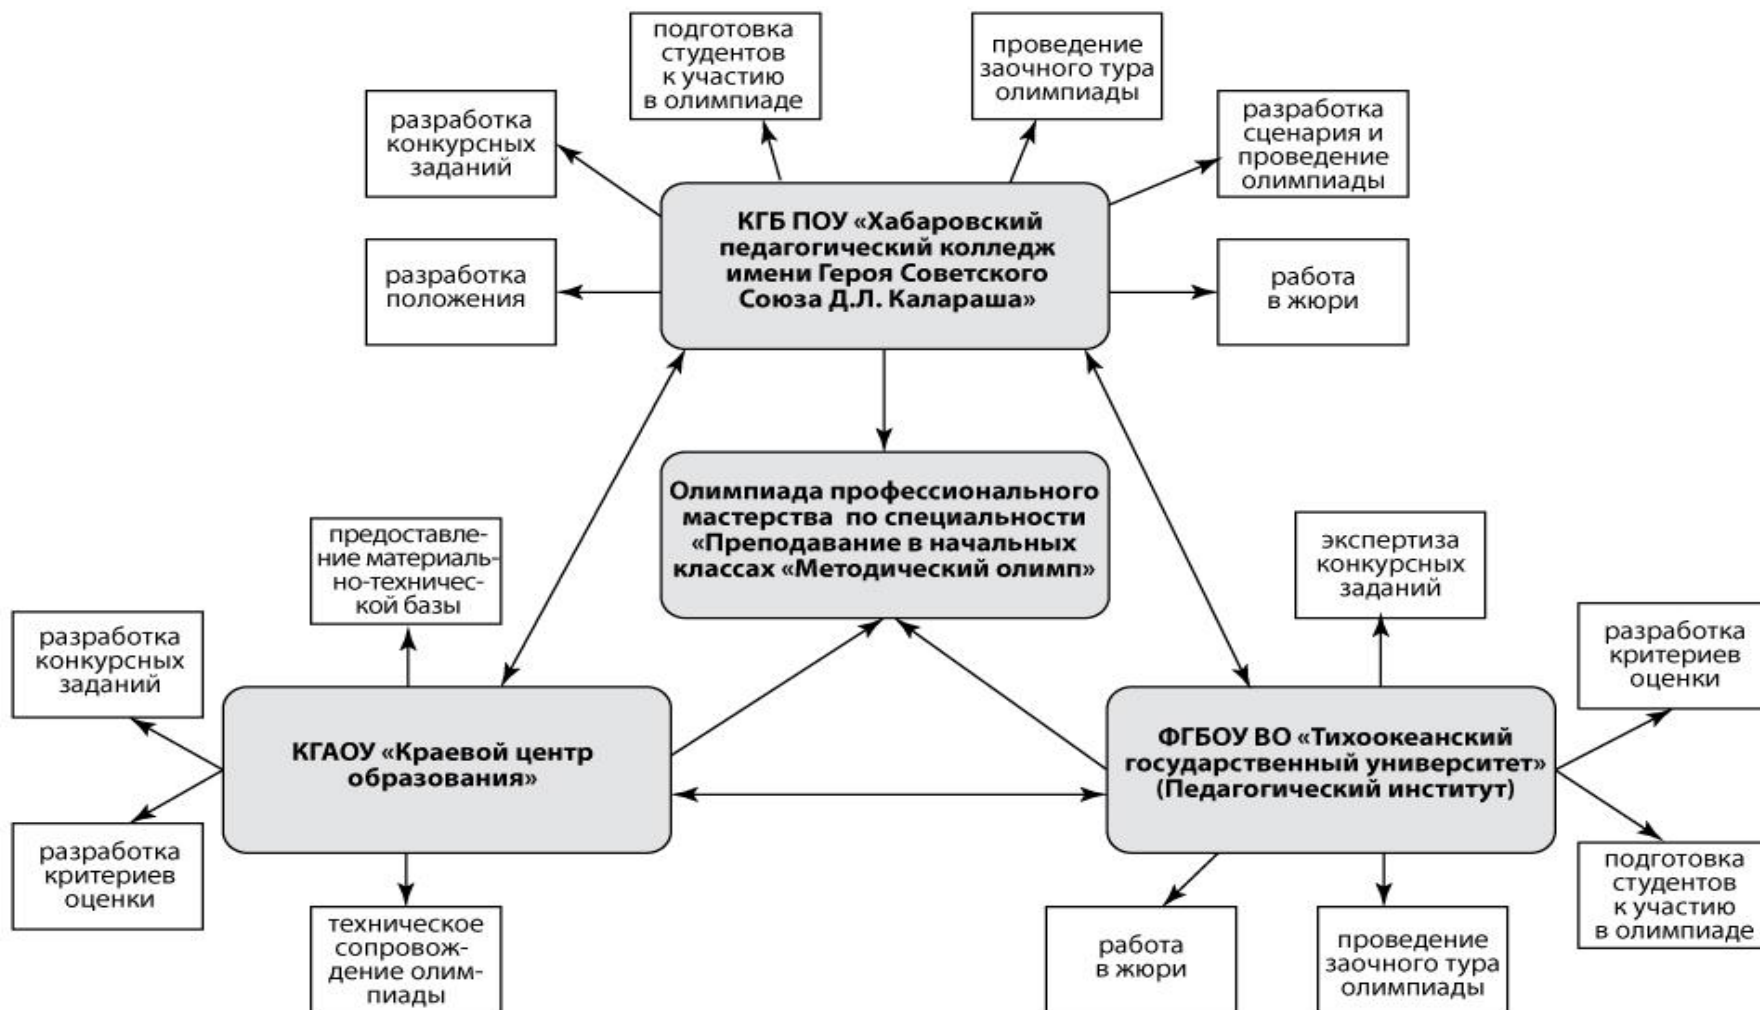 подготовка
студентов
к участию
в олимпиаде
проведение
заочного тура
олимпиады
разработка
конкурсных
заданий
разработка
сценария и
проведение
олимпиады
КГБ ПОУ «Хабаровский
педагогический колледж
имени Героя Советского
Союза Д.Л. Калараша»
разработка
положения
работа
в жюри
Олимпиада профессионального
мастерства по специальности
«Преподавание в начальных
классах «Методический олимп»
предоставле-
ние материаль-
но-техничес-
кой базы
экспертиза
конкурсных
заданий
разработка
конкурсных
заданий
разработка
критериев
оценки
КГАОУ «Краевой центр
образования»
ФГБОУ ВО «Тихоокеанский
государственный университет»
(Педагогический институт)
разработка
критериев
оценки
подготовка
студентов
к участию
в олимпиаде
техническое
сопровож-
дение олим-
пиады
работа
в жюри
проведение
заочного тура
олимпиады